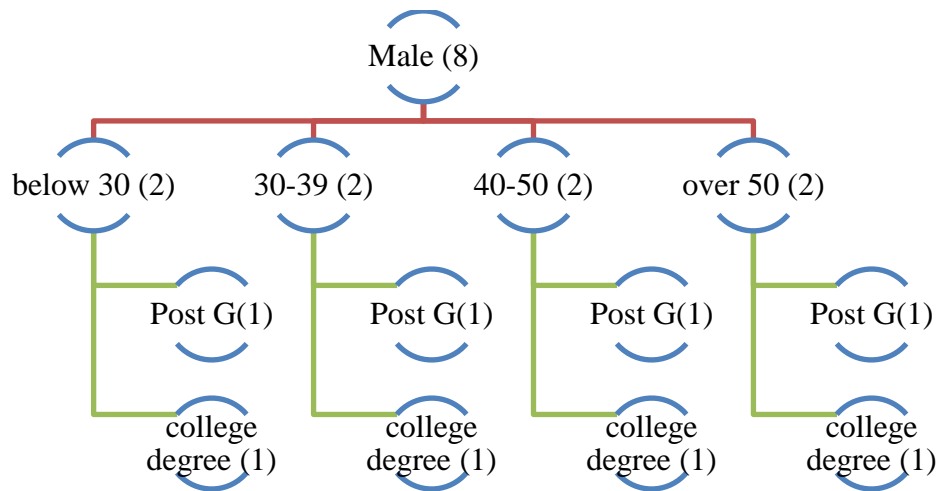 Male (8)
below 30 (2)
30-39 (2)
40-50 (2)
over 50 (2)
Post G(1)
Post G(1)
Post G(1)
Post G(1)
college
degree (1)
college
degree (1)
college
degree (1)
college
degree (1)